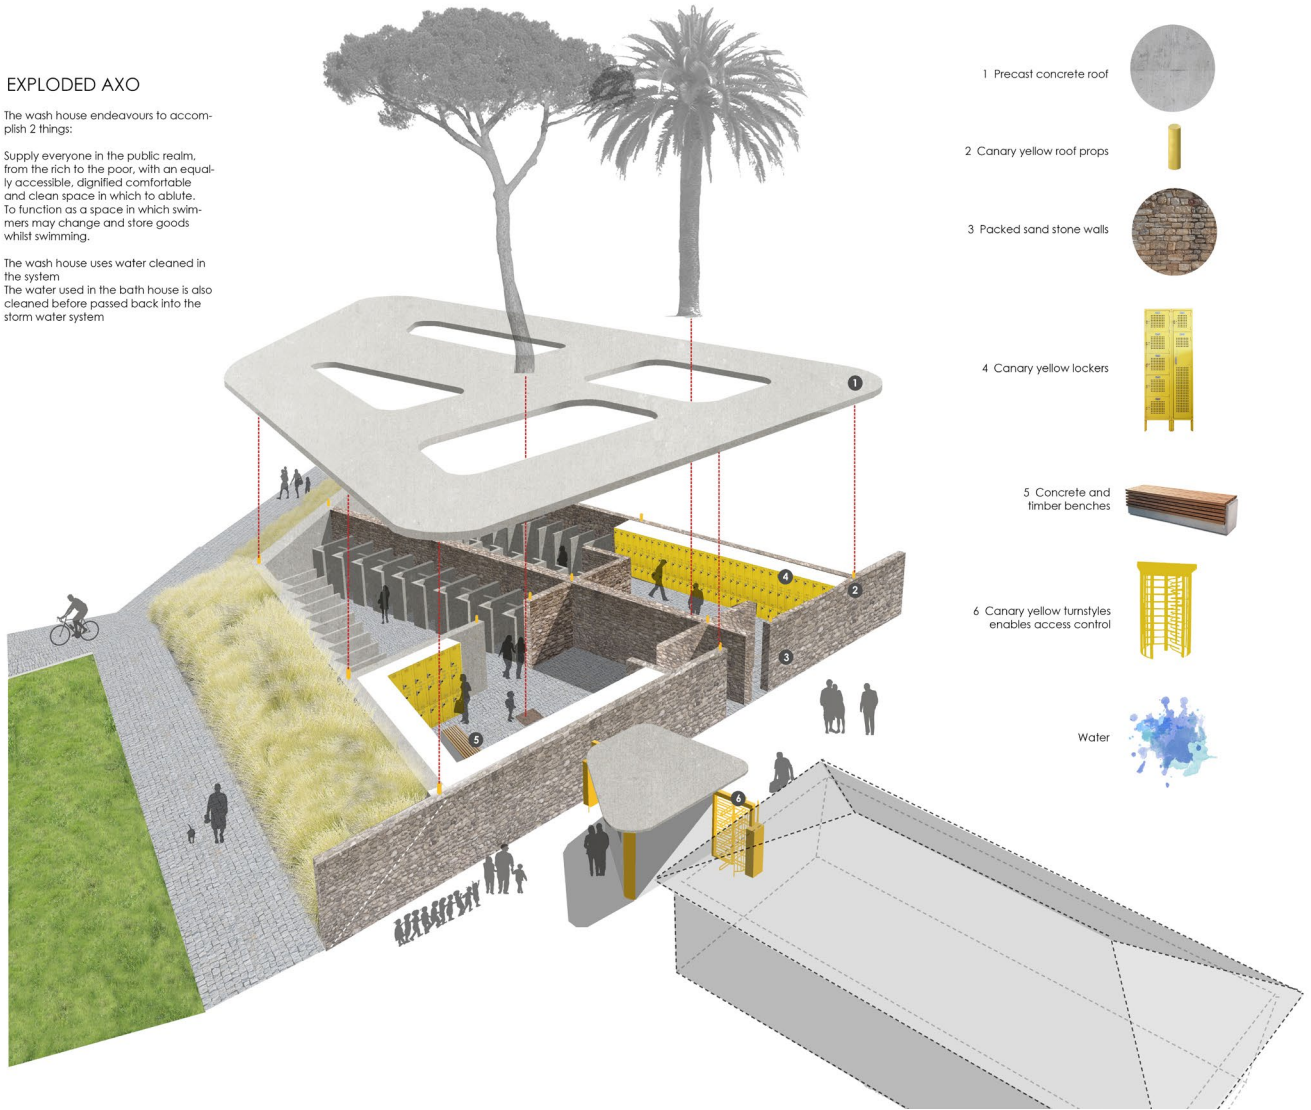 EXPLODED AXO
The wash house endeavours to accom-
plish 2 things:
Supply everyone in the public realm,
from the rich to the poor, with an equal-
ly accessible, dignified comfortable
and clean space in which to ablute.
To function as a space in which swim-
mers may change and store goods
whilst swimming.
The wash house uses water cleaned in
the system
The water used in the bath house is also
cleaned before passed back into the
storm water system
1 Precast concrete roof
2 Canary yellow roof props
3 Packed sand stone walls
4 Canary yellow lockers
5 Concrete and
timber benches
6 Canary yellow turnstyles
enables access control
Water
1
4
2
3
5
6